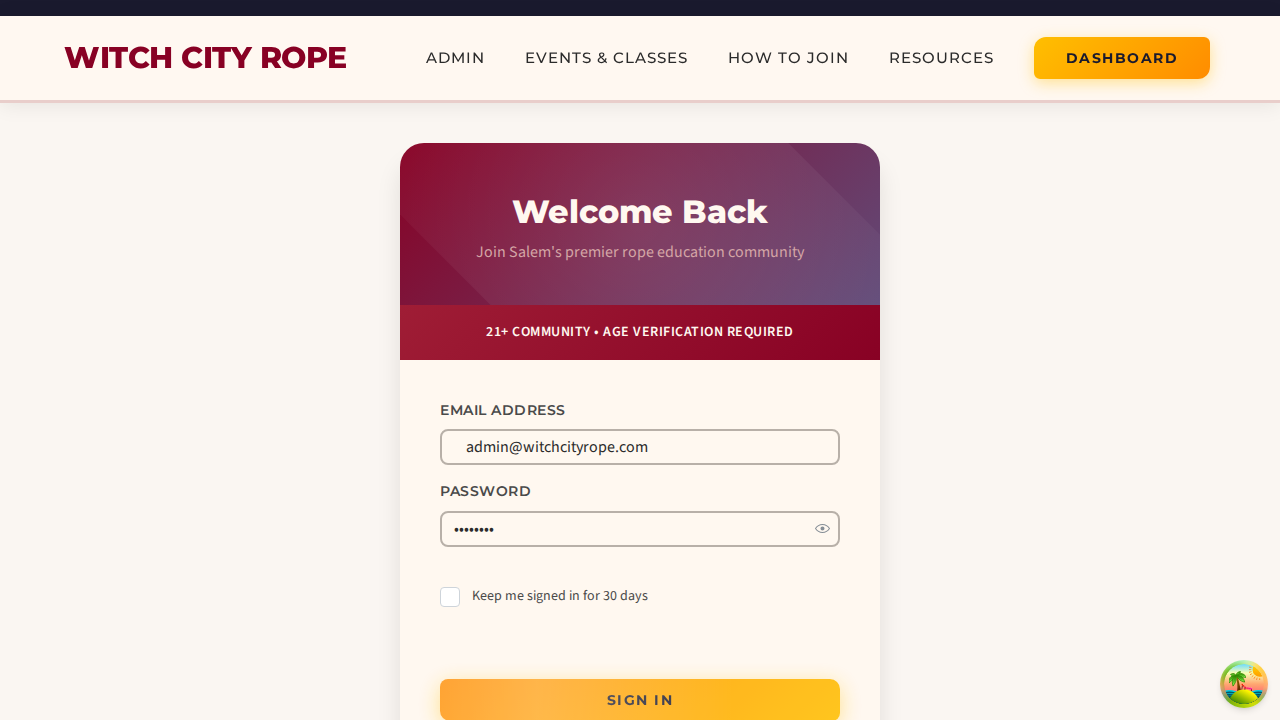 WITCH CITY ROPE
ADMIN
EVENTS & CLASSES
HOW TO JOIN
RESOURCES
DASHBOARD
Welcome Back
Join Salem's premier rope education community
21+ COMMUNITY • AGE VERIFICATION REQUIRED
EMAIL ADDRESS
admin@witchcityrope.com
PASSWORD
••••••••
Keep me signed in for 30 days
SIGN IN